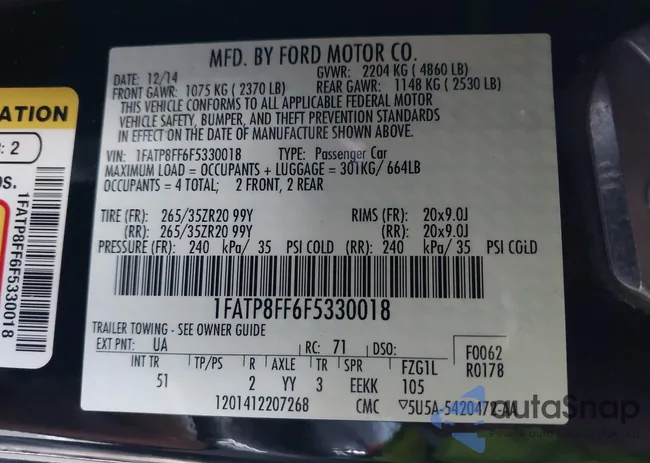 MFD. BY FORD MOTOR CO.
DATE: 12/14 GVWR: 2204 KG ( 4860 LB)
FRONT GAWR: 1075 KG ( 2370 LB) REAR GAWR: 1148 KG ( 2530 LB)
THIS VEHICLE CONFORMS TO ALL APPLICABLE FEDERAL MOTOR
VEHICLE SAFETY, BUMPER, AND THEFT PREVENTION STANDARDS
IN EFFECT ON THE DATE OF MANUFACTURE SHOWN ABOVE.
VIN: 1FATP8FF6F5330018 TYPE: Passenger Car
MAXIMUM LOAD = OCCUPANTS + LUGGAGE = 301KG/ 664LB
OCCUPANTS = 4 TOTAL; 2 FRONT, 2 REAR
TIRE (FR): 265/35ZR20 99Y RIMS (FR): 20x9.0J
(RR): 265/35ZR20 99Y (RR): 20x9.0J
PRESSURE (FR): 240 kPa/ 35 PSI COLD (RR): 240 kPa/ 35 PSI COLD
1FATP8FF6F5330018
TRAILER TOWING - SEE OWNER GUIDE
EXT PNT: UA RC: 71 DSO: F0062
INT TR TP/PS R AXLE TR SPR FZG1L R0178
51 2 YY 3 EEKK 105
1201412207268 CMC ▽5U5A-5420472-AA
ATION
: 2
os.
1FATP8FF6F5330018
autoSnap